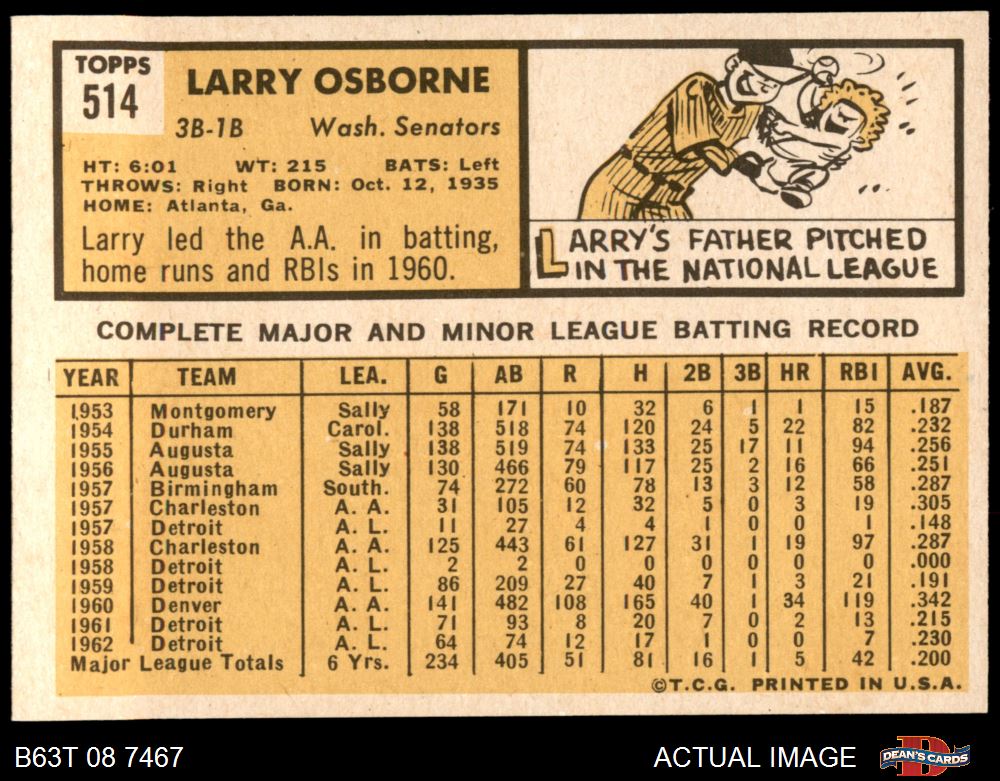 TOPPS
514
LARRY OSBORNE
3B-1B Wash. Senators
HT: 6:01 WT: 215 BATS: Left
THROWS: Right BORN: Oct. 12, 1935
HOME: Atlanta, Ga.
Larry led the A.A. in batting,
home runs and RBIs in 1960.
LARRY'S FATHER PITCHED
IN THE NATIONAL LEAGUE
COMPLETE MAJOR AND MINOR LEAGUE BATTING RECORD
YEAR TEAM LEA. G AB R H 2B 3B HR RBI AVG.
1953 Montgomery Sally 58 171 10 32 6 1 1 15 .187
1954 Durham Carol. 138 518 74 120 24 5 22 82 .232
1955 Augusta Sally 138 519 74 133 25 17 11 94 .256
1956 Augusta Sally 130 466 79 117 25 2 16 66 .251
1957 Birmingham South. 74 272 60 78 13 3 12 58 .287
1957 Charleston A. A. 31 105 12 32 5 0 3 19 .305
1957 Detroit A. L. 11 27 4 4 1 0 0 1 .148
1958 Charleston A. A. 125 443 61 127 31 1 19 97 .287
1958 Detroit A. L. 2 2 0 0 0 0 0 0 .000
1959 Detroit A. L. 86 209 27 40 7 1 3 21 .191
1960 Denver A. A. 141 482 108 165 40 1 34 119 .342
1961 Detroit A. L. 71 93 8 20 7 0 2 13 .215
1962 Detroit A. L. 64 74 12 17 1 0 0 7 .230
Major League Totals 6 Yrs. 234 405 51 81 16 1 5 42 .200
©T.C.G. PRINTED IN U.S.A.
B63T 08 7467 ACTUAL IMAGE DEAN'S CARDS